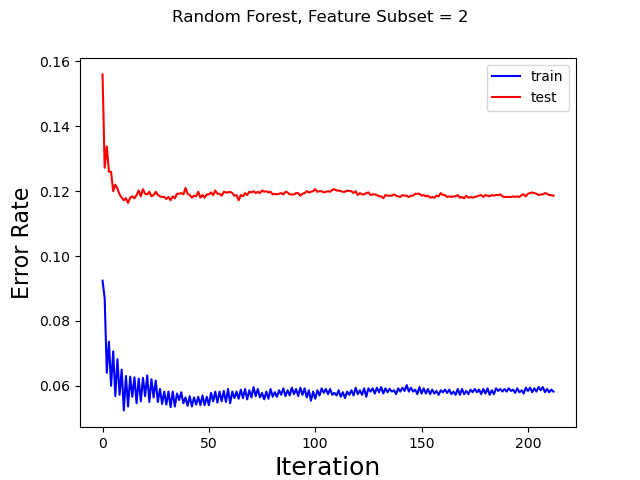 Random Forest, Feature Subset = 2
0.16
0.14
0.12
0.10
0.08
0.06
Error Rate
train
test
0
50
100
150
200
Iteration